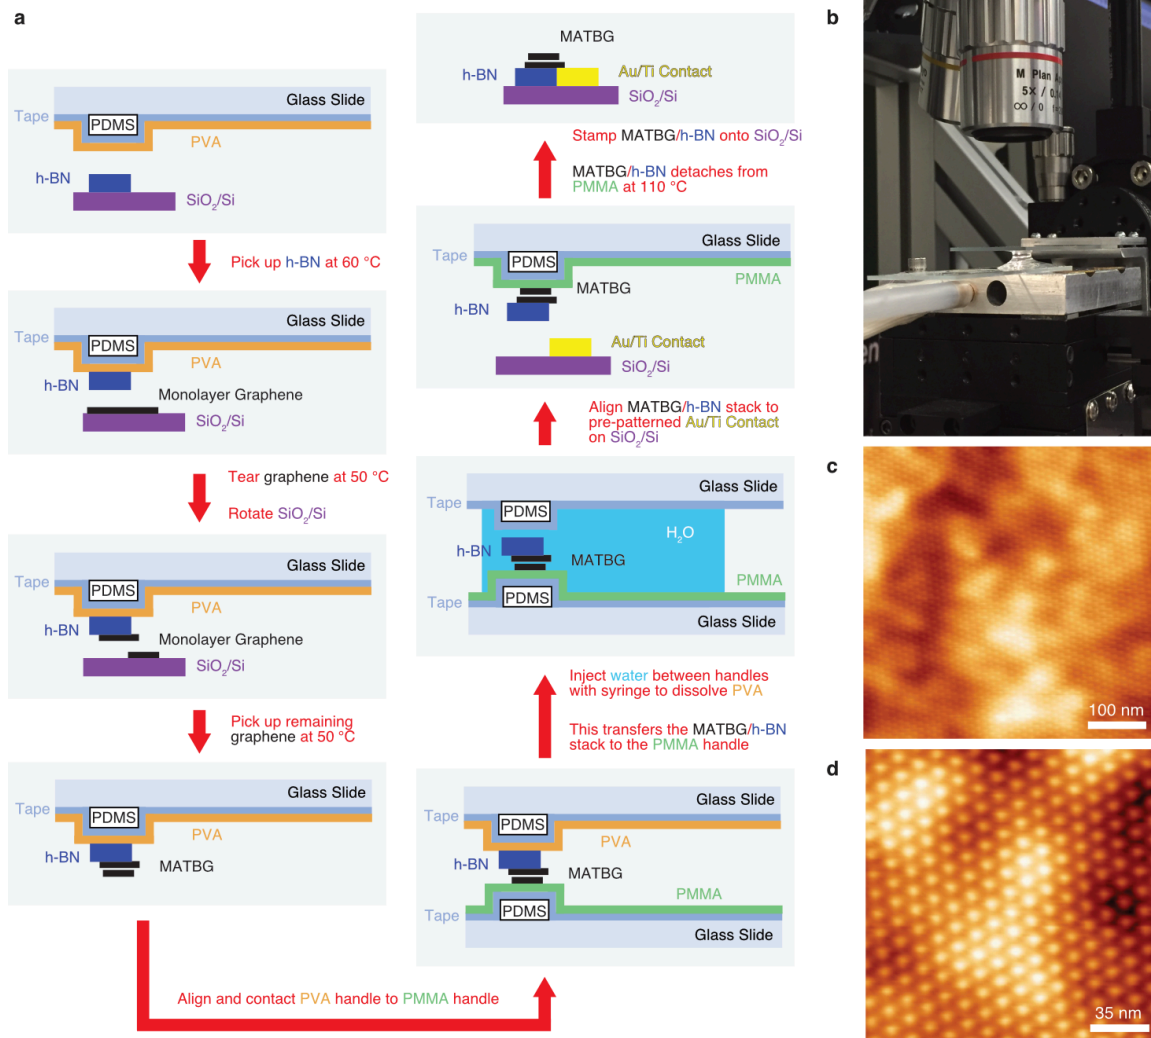 a
Glass Slide
Tape
PDMS
PVA
h-BN
SiO2/Si
Pick up h-BN at 60 °C
Glass Slide
Tape
PDMS
PVA
h-BN
Monolayer Graphene
SiO2/Si
Tear graphene at 50 °C
Rotate SiO2/Si
Glass Slide
Tape
PDMS
PVA
h-BN
Monolayer Graphene
SiO2/Si
Pick up remaining
graphene at 50 °C
Glass Slide
Tape
PDMS
PVA
h-BN
MATBG
Align and contact PVA handle to PMMA handle
Glass Slide
Tape
PDMS
PVA
h-BN
MATBG
PMMA
Tape
PDMS
Glass Slide
Inject water between handles
with syringe to dissolve PVA
This transfers the MATBG/h-BN
stack to the PMMA handle
Glass Slide
Tape
PDMS
H2O
h-BN
MATBG
PMMA
Tape
PDMS
Glass Slide
Align MATBG/h-BN stack to
pre-patterned Au/Ti Contact
on SiO2/Si
Glass Slide
Tape
PDMS
PMMA
MATBG
h-BN
Au/Ti Contact
SiO2/Si
MATBG/h-BN detaches from
PMMA at 110 °C
Stamp MATBG/h-BN onto SiO2/Si
MATBG
h-BN
Au/Ti Contact
SiO2/Si
b
M Plan
5X / 0.1
∞ / 0
c
100 nm
d
35 nm